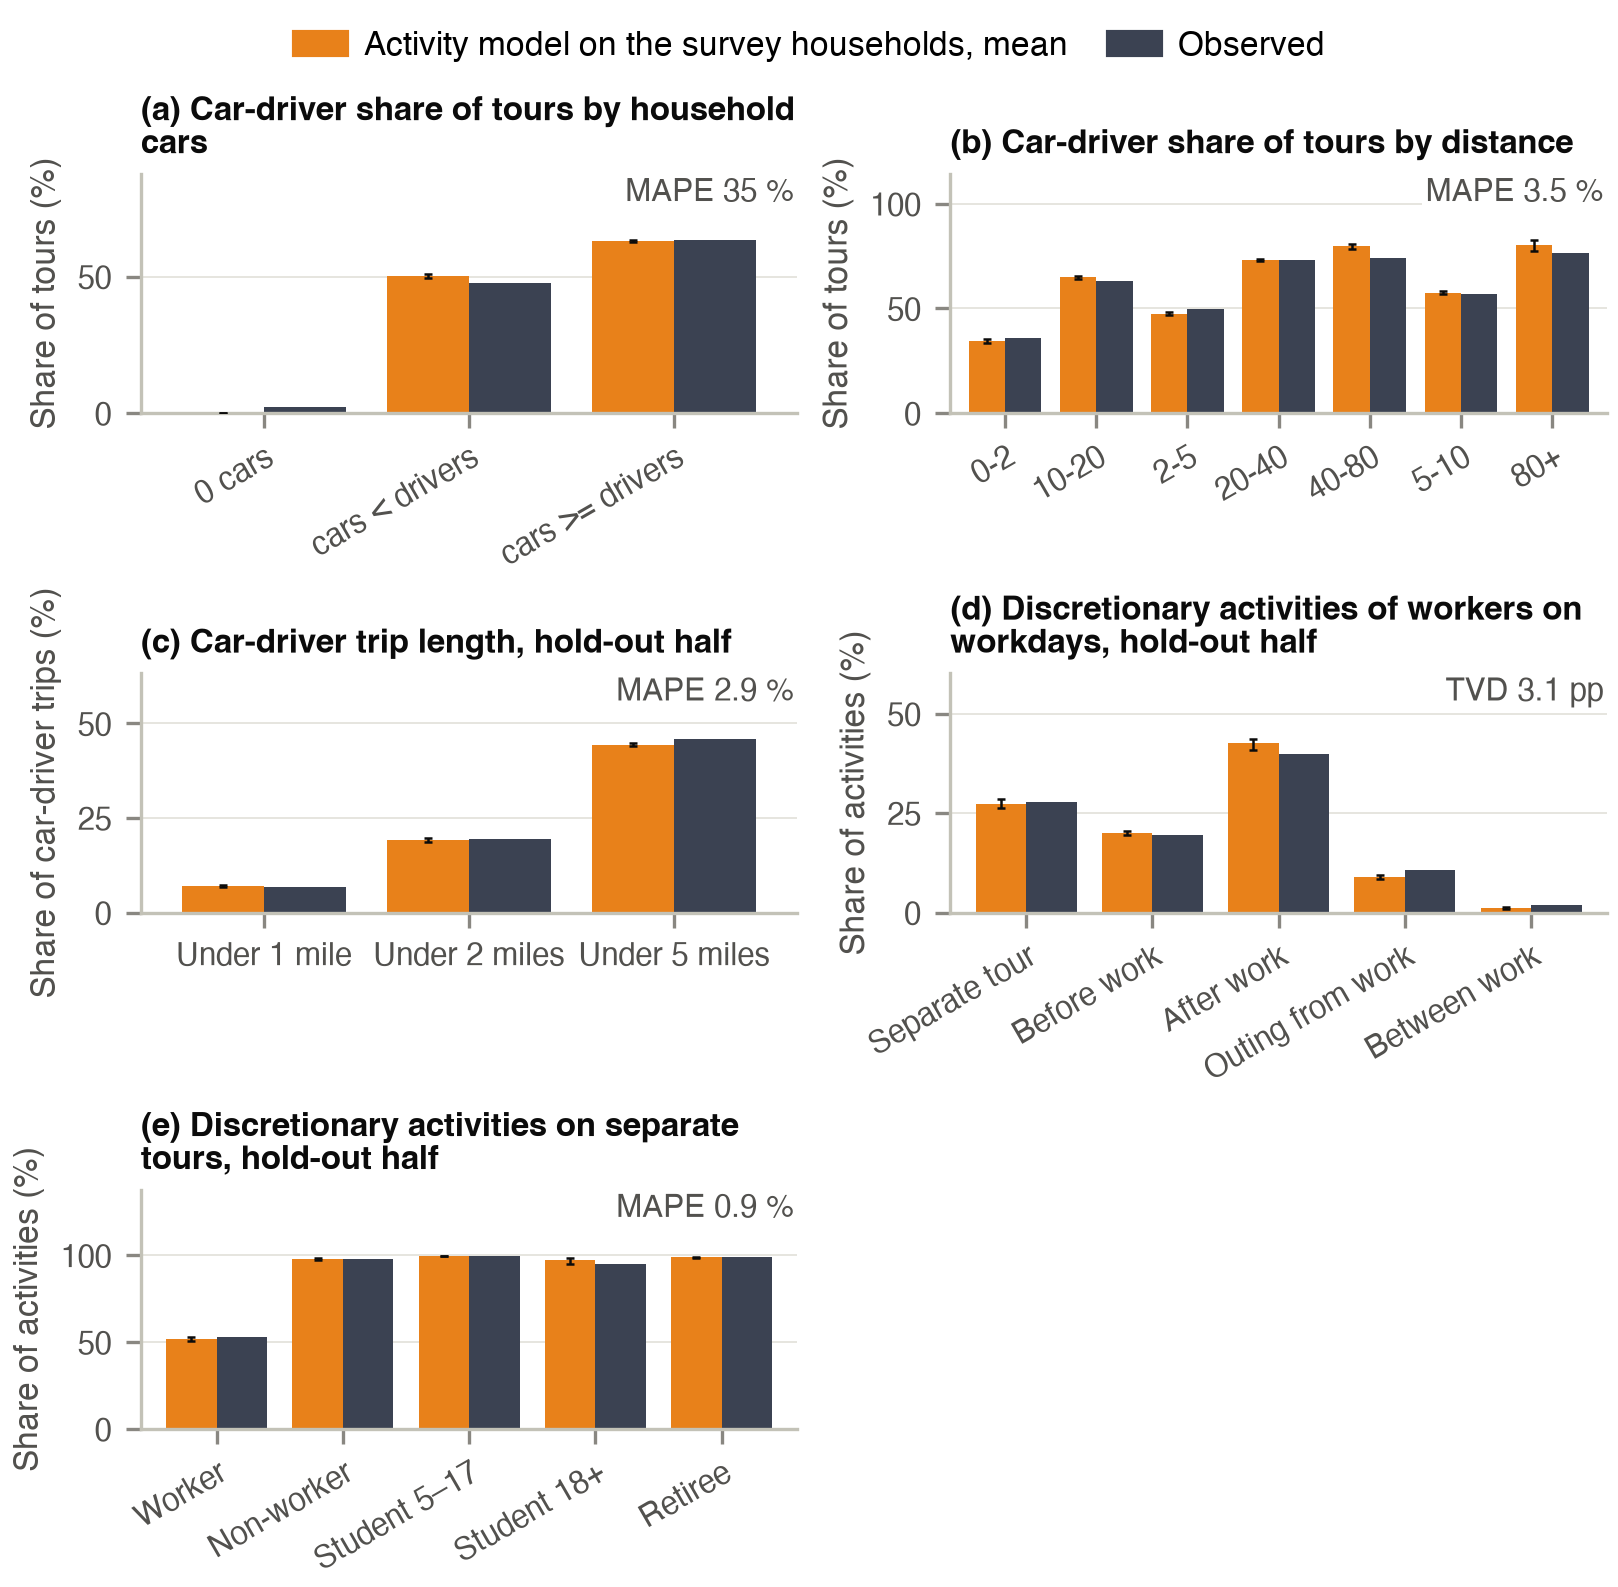 Activity model on the survey households, mean
Observed
(a) Car-driver share of tours by household
cars
MAPE 35 %
Share of tours (%)
50
0
0 cars
cars < drivers
cars >= drivers
(b) Car-driver share of tours by distance
MAPE 3.5 %
Share of tours (%)
100
50
0
0-2
10-20
2-5
20-40
40-80
5-10
80+
(c) Car-driver trip length, hold-out half
MAPE 2.9 %
Share of car-driver trips (%)
50
25
0
Under 1 mile
Under 2 miles
Under 5 miles
(d) Discretionary activities of workers on
workdays, hold-out half
TVD 3.1 pp
Share of activities (%)
50
25
0
Separate tour
Before work
After work
Outing from work
Between work
(e) Discretionary activities on separate
tours, hold-out half
MAPE 0.9 %
Share of activities (%)
100
50
0
Worker
Non-worker
Student 5–17
Student 18+
Retiree